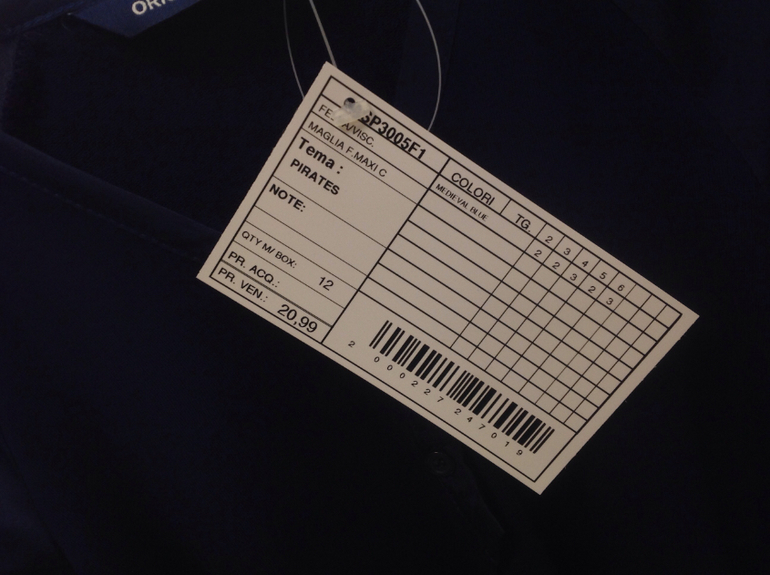 SP3005F1
MAGLIA F.MAXI C
Tema :
PIRATES
NOTE:
QTY M/ BOX: 12
PR. ACQ.:
PR. VEN.: 20,99
COLORI TG. 2 3 4 5 6
MEDIEVAL BLUE 2 2 3 2 3
2 000227 247019